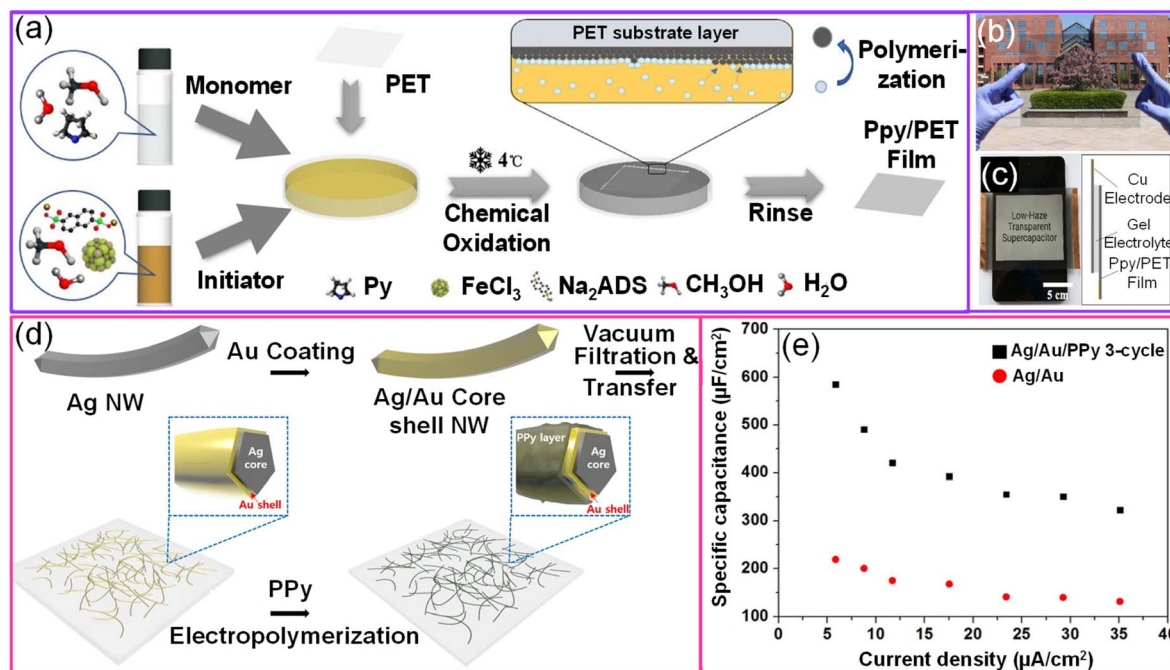 (a)
Monomer
PET
PET substrate layer
Polymeri-
zation
4℃
Ppy/PET
Film
Chemical
Oxidation
Rinse
Initiator
Py
FeCl₃
Na₂ADS
CH₃OH
H₂O
(b)
(c)
Low-Haze
Transparent
Supercapacitor
5 cm
Cu
Electrode
Gel
Electrolyte
Ppy/PET
Film
(d)
Ag NW
Au Coating
Ag/Au Core
shell NW
Vacuum
Filtration &
Transfer
Ag
core
Au shell
PPy layer
Ag
core
Au shell
PPy
Electropolymerization
(e)
Ag/Au/PPy 3-cycle
Ag/Au
Specific capacitance (µF/cm²)
700
600
500
400
300
200
100
0 5 10 15 20 25 30 35 40
Current density (µA/cm²)